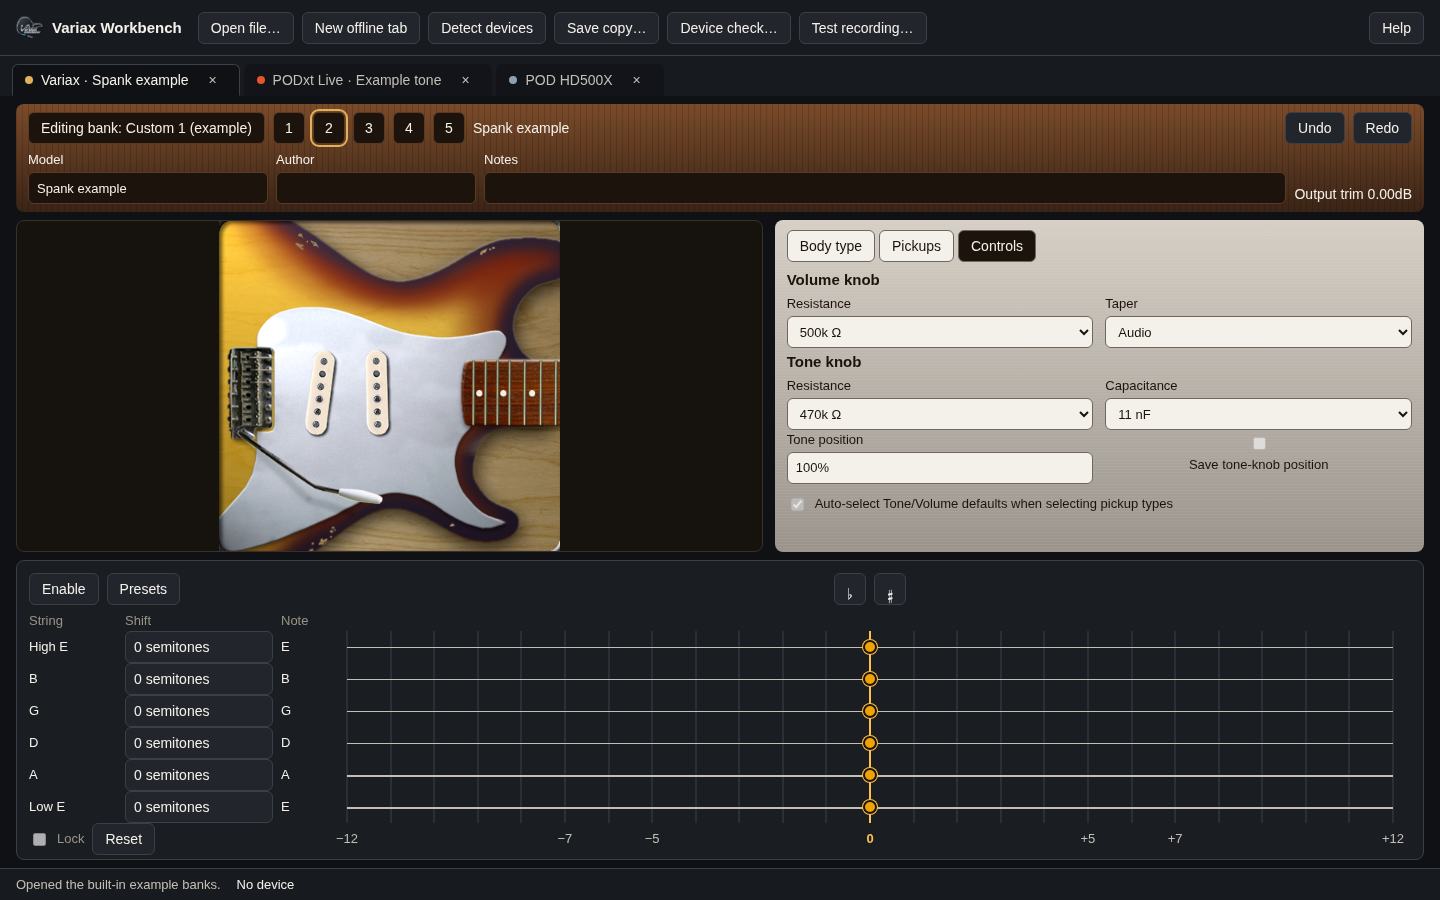 Variax Workbench Open file… New offline tab Detect devices Save copy… Device check… Test recording… Help
Variax · Spank example × PODxt Live · Example tone × POD HD500X ×
Editing bank: Custom 1 (example) 1 2 3 4 5 Spank example Undo Redo
Model Author Notes
Spank example Output trim 0.00dB
Body type Pickups Controls
Volume knob
Resistance Taper
500k Ω Audio
Tone knob
Resistance Capacitance
470k Ω 11 nF
Tone position
100% Save tone-knob position
Auto-select Tone/Volume defaults when selecting pickup types
Enable Presets ♭ ♯
String Shift Note
High E 0 semitones E
B 0 semitones B
G 0 semitones G
D 0 semitones D
A 0 semitones A
Low E 0 semitones E
Lock Reset −12 −7 −5 0 +5 +7 +12
Opened the built-in example banks. No device